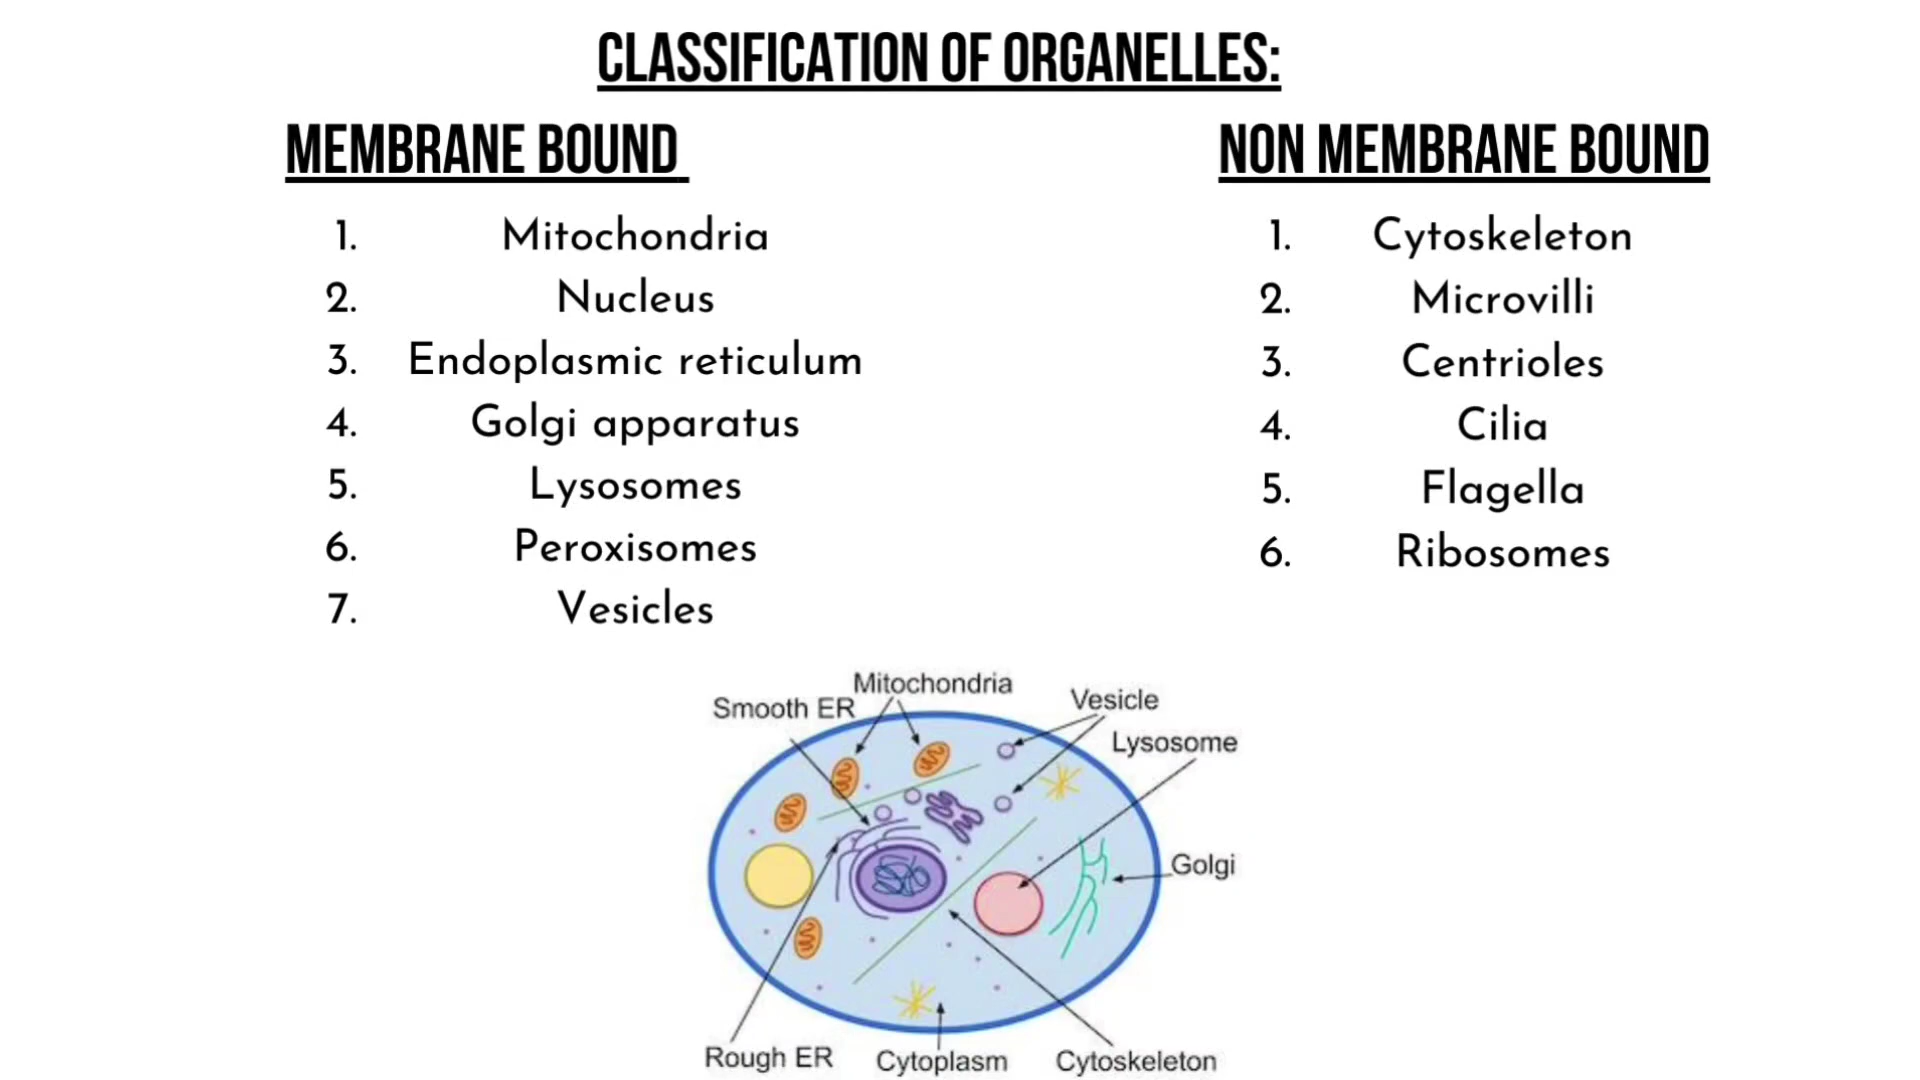 CLASSIFICATION OF ORGANELLES:
MEMBRANE BOUND
1. Mitochondria
2. Nucleus
3. Endoplasmic reticulum
4. Golgi apparatus
5. Lysosomes
6. Peroxisomes
7. Vesicles
NON MEMBRANE BOUND
1. Cytoskeleton
2. Microvilli
3. Centrioles
4. Cilia
5. Flagella
6. Ribosomes
Mitochondria
Smooth ER
Vesicle
Lysosome
Golgi
Rough ER
Cytoplasm
Cytoskeleton